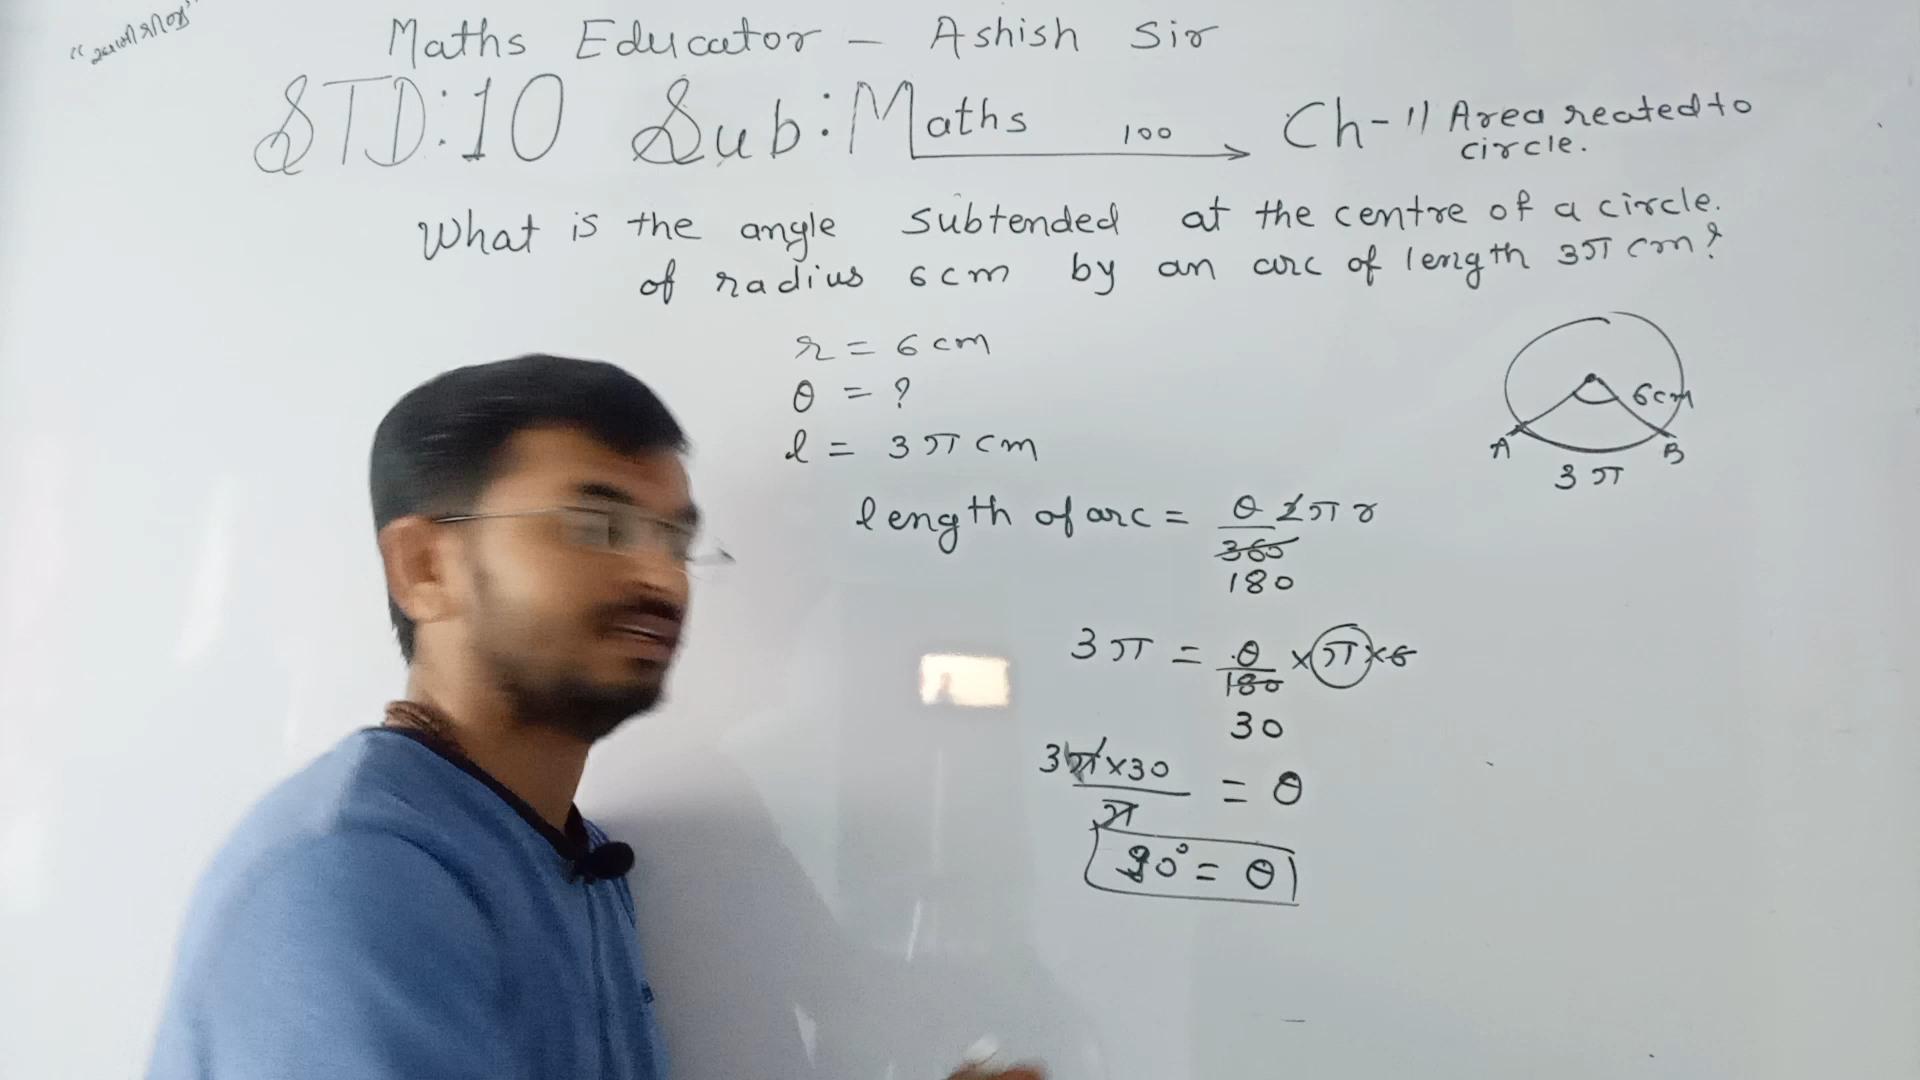 Maths Educator - Ashish Sir
STD:10 Sub:Maths 100 Ch-11 Area reated to
circle.
What is the angle subtended at the centre of a circle.
of radius 6cm by an arc of length 3π cm?
r = 6 cm
θ = ?
l = 3π cm
6cm
A B
3π
length of arc = θ 2πr
360
180
3π = θ × π × 6
180
30
3π × 30 = θ
π
90° = θ